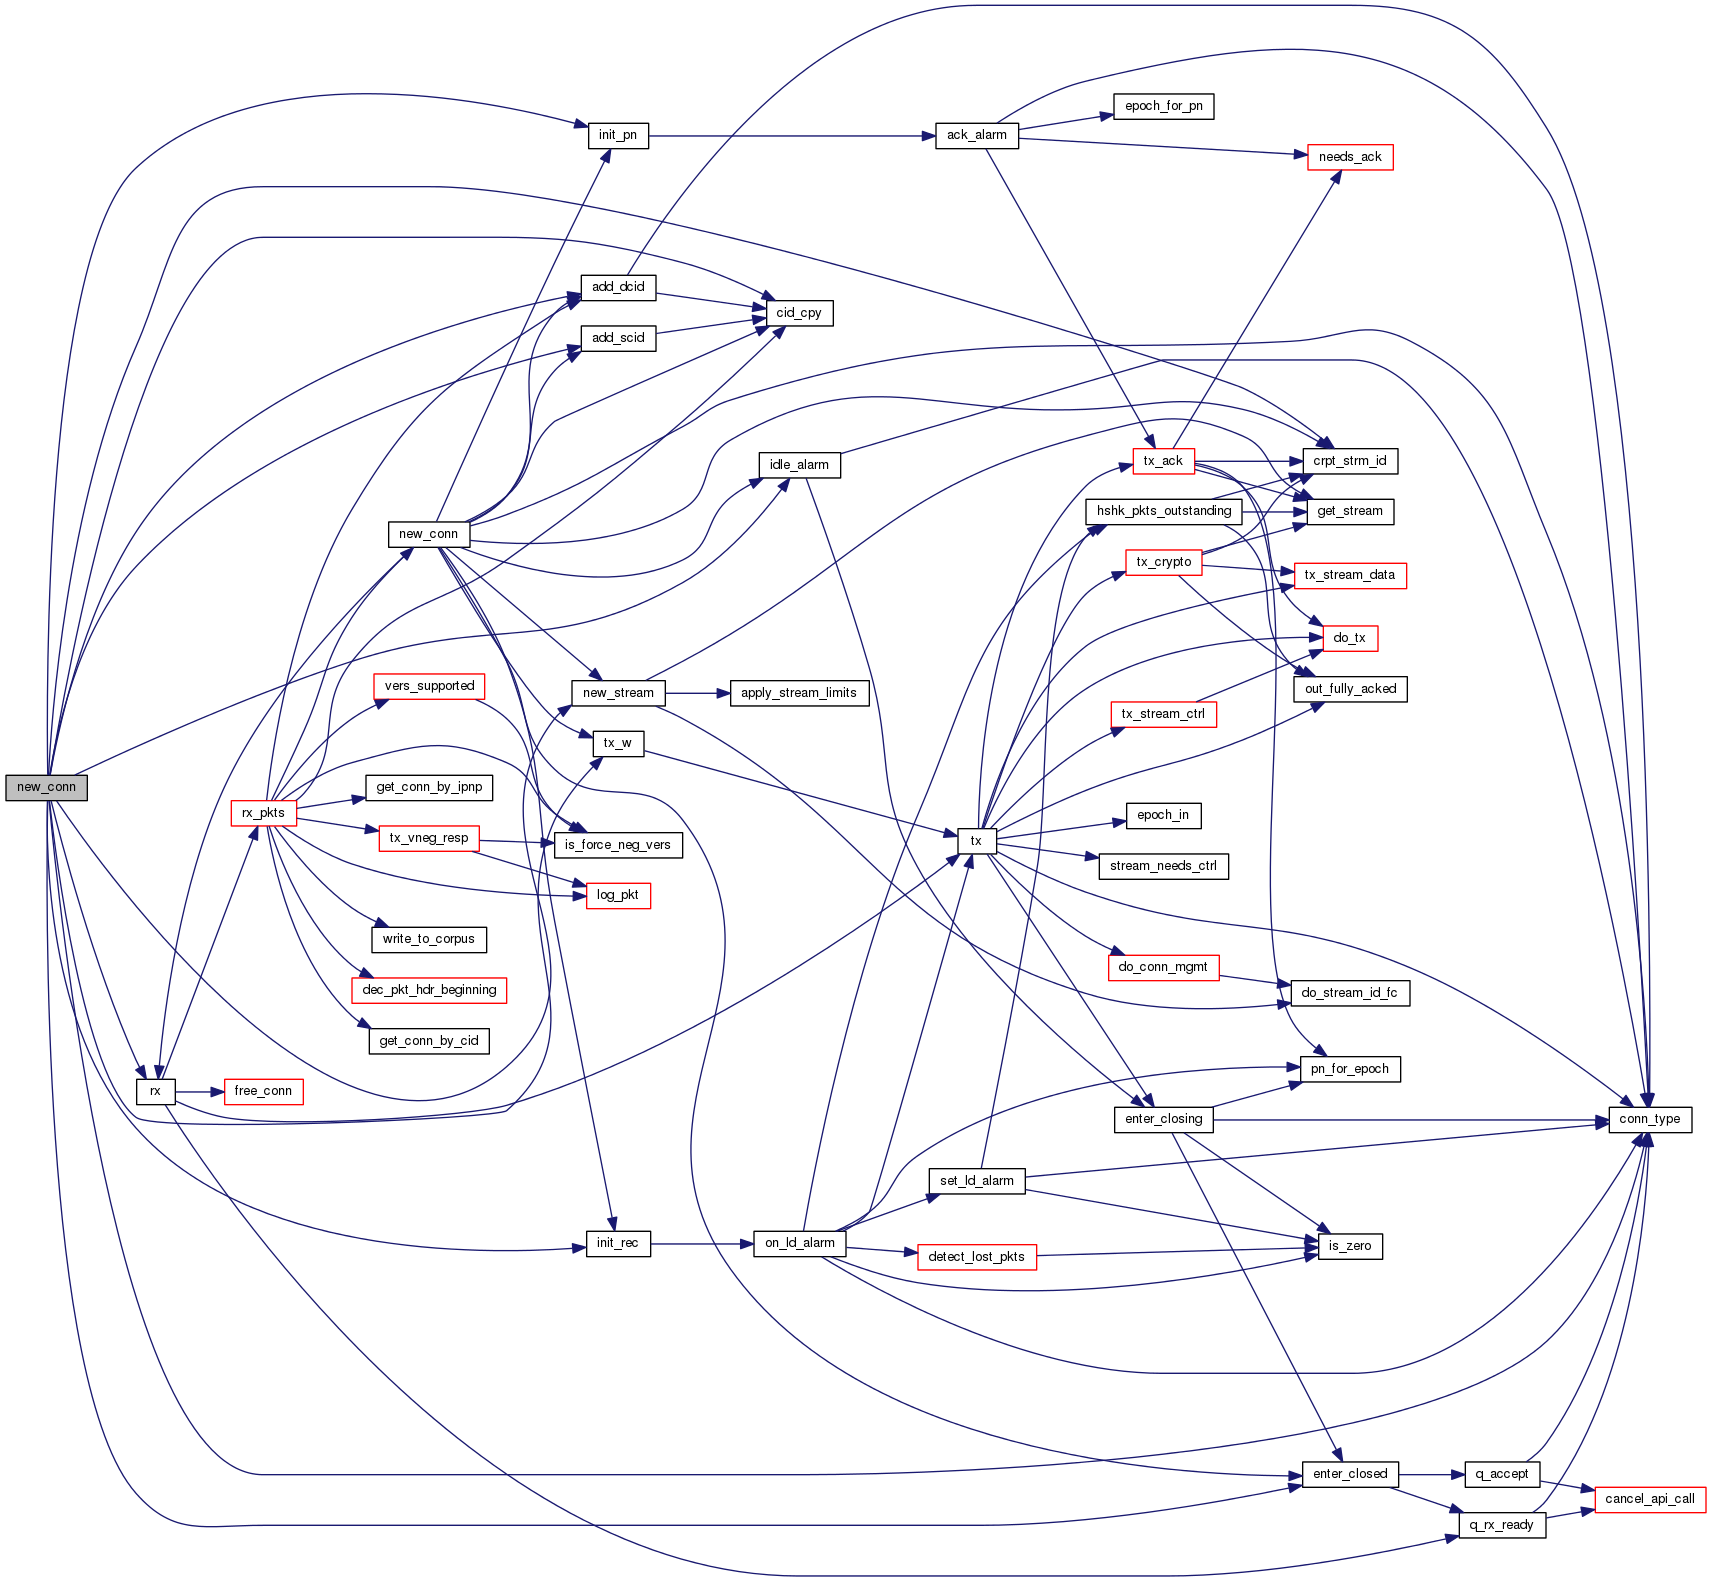 epoch_for_pn
init_pn
ack_alarm
needs_ack
add_dcid
cid_cpy
add_scid
idle_alarm
tx_ack
crpt_strm_id
hshk_pkts_outstanding
get_stream
new_conn
tx_crypto
tx_stream_data
do_tx
vers_supported
new_stream
apply_stream_limits
out_fully_acked
tx_stream_ctrl
tx_w
new_conn
get_conn_by_ipnp
rx_pkts
epoch_in
tx_vneg_resp
is_force_neg_vers
tx
stream_needs_ctrl
log_pkt
write_to_corpus
do_conn_mgmt
dec_pkt_hdr_beginning
do_stream_id_fc
get_conn_by_cid
pn_for_epoch
rx
free_conn
enter_closing
conn_type
set_ld_alarm
init_rec
on_ld_alarm
is_zero
detect_lost_pkts
enter_closed
q_accept
cancel_api_call
q_rx_ready